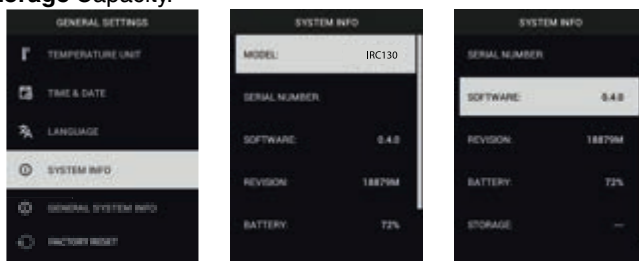 Storage Capacity.
GENERAL SETTINGS
TEMPERATURE UNIT
TIME & DATE
LANGUAGE
SYSTEM INFO
GENERAL SYSTEM INFO
FACTORY RESET
SYSTEM INFO
MODEL: IRC130
SERIAL NUMBER
SOFTWARE: 0.4.0
REVISION: 18879M
BATTERY: 72%
SYSTEM INFO
SERIAL NUMBER
SOFTWARE: 0.4.0
REVISION: 18879M
BATTERY: 72%
STORAGE: --